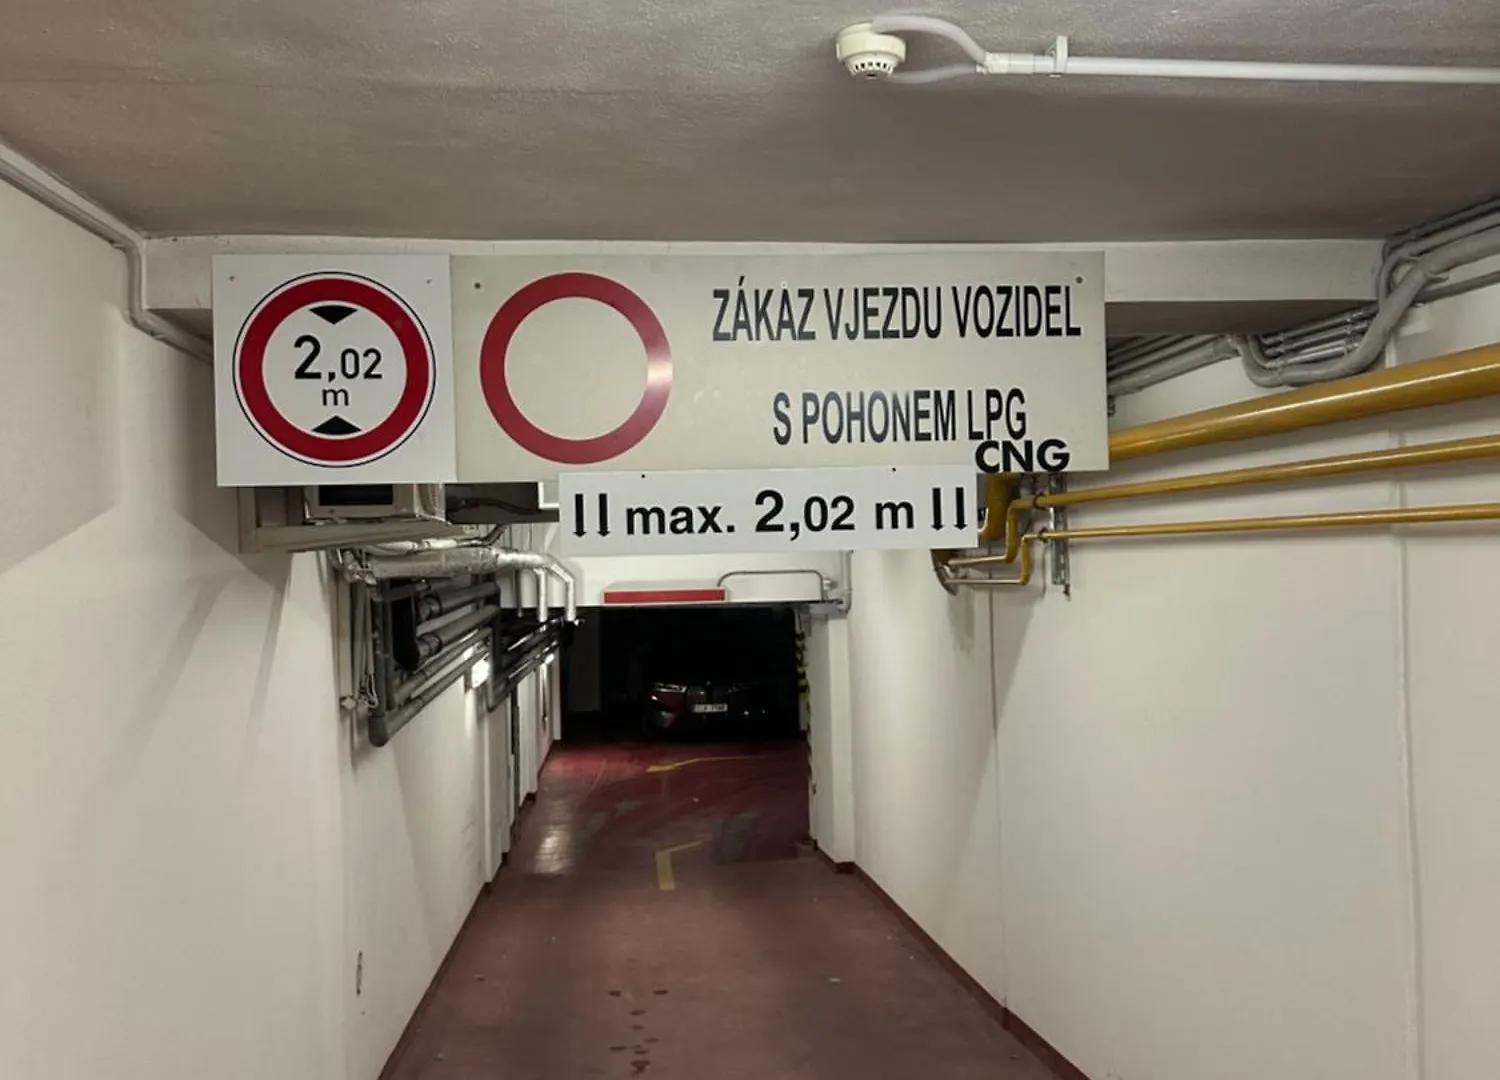 2,02
m
ZÁKAZ VJEZDU VOZIDEL
S POHONEM LPG
CNG
!! max. 2,02 m !!